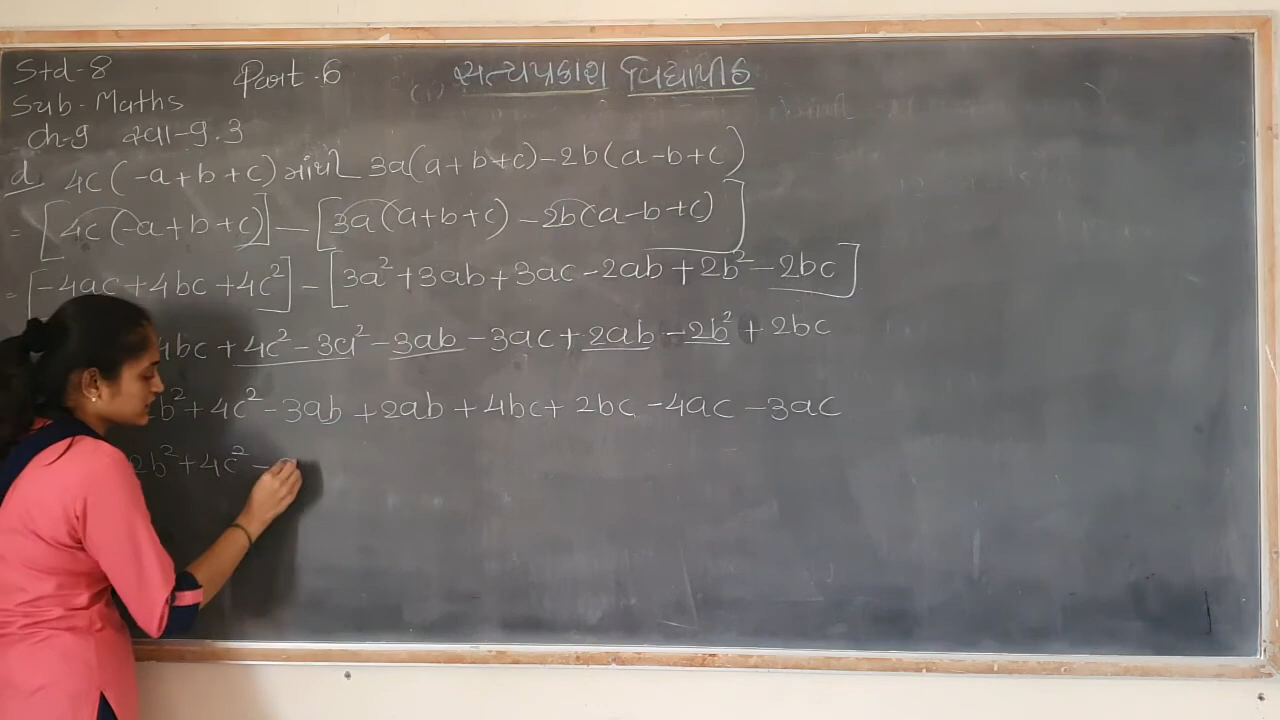 Std-8
Part-6
સત્યપ્રકાશ વિદ્યાપીઠ
Sub-Maths
ch-9 સ્વા-9.3
d 4c(-a+b+c) માંથી 3a(a+b+c)-2b(a-b+c)
= [4c(-a+b+c)] - [3a(a+b+c) - 2b(a-b+c)]
= [-4ac+4bc+4c²] - [3a²+3ab+3ac-2ab+2b²-2bc]
4bc + 4c² - 3a² - 3ab - 3ac + 2ab - 2b² + 2bc
b² + 4c² - 3ab + 2ab + 4bc + 2bc - 4ac - 3ac
2b² + 4c² -